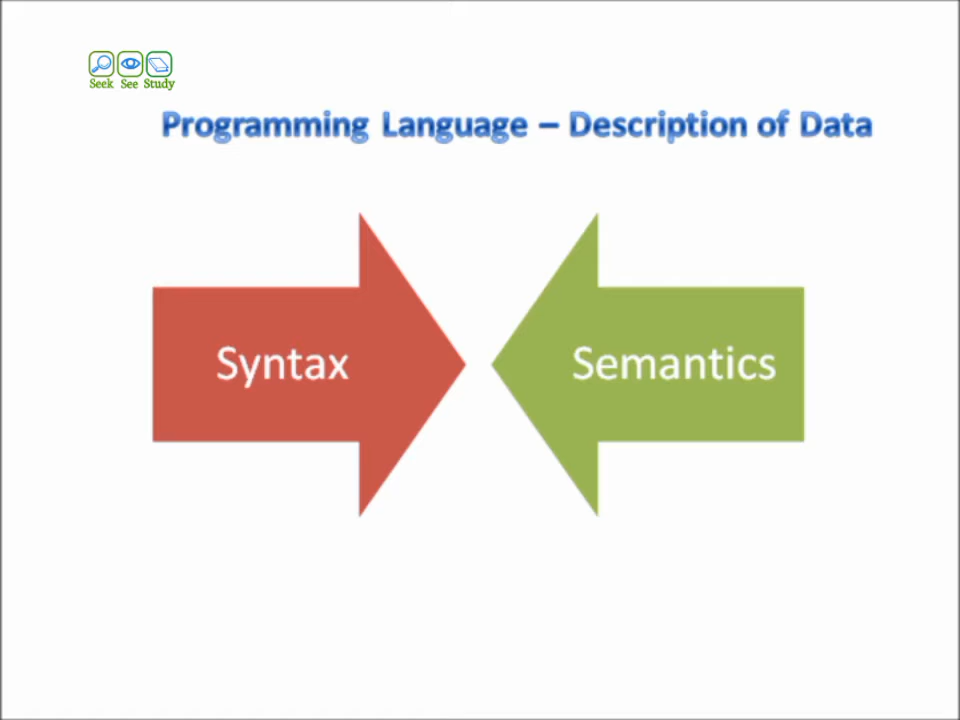 Seek See Study
Programming Language – Description of Data
Syntax
Semantics